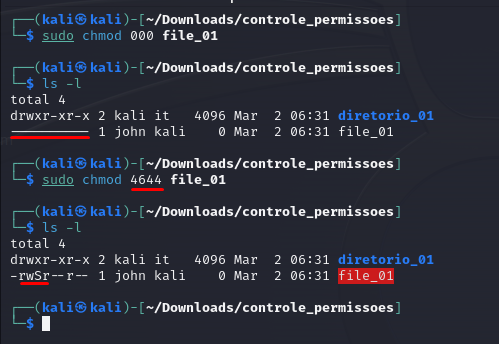 ┌──(kali㉿kali)-[~/Downloads/controle_permissoes]
└─$ sudo chmod 000 file_01
┌──(kali㉿kali)-[~/Downloads/controle_permissoes]
└─$ ls -l
total 4
drwxr-xr-x 2 kali it   4096 Mar  2 06:31 diretorio_01
---------- 1 john kali    0 Mar  2 06:31 file_01
┌──(kali㉿kali)-[~/Downloads/controle_permissoes]
└─$ sudo chmod 4644 file_01
┌──(kali㉿kali)-[~/Downloads/controle_permissoes]
└─$ ls -l
total 4
drwxr-xr-x 2 kali it   4096 Mar  2 06:31 diretorio_01
-rwSr--r-- 1 john kali    0 Mar  2 06:31 file_01
┌──(kali㉿kali)-[~/Downloads/controle_permissoes]
└─$